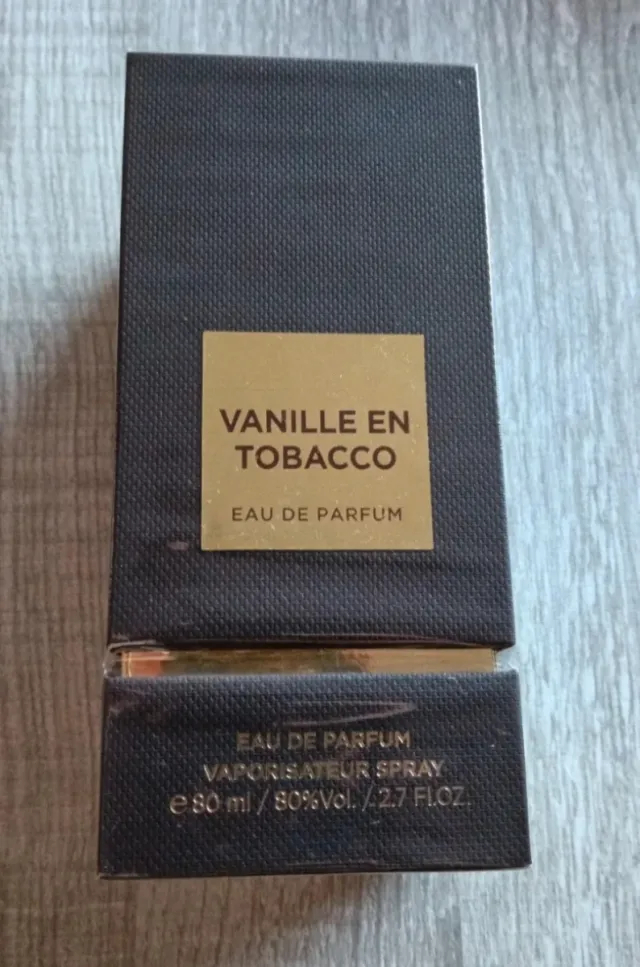 VANILLE EN
TOBACCO
EAU DE PARFUM
EAU DE PARFUM
VAPORISATEUR SPRAY
e 80 ml / 80%Vol. / 2.7 Fl.OZ.